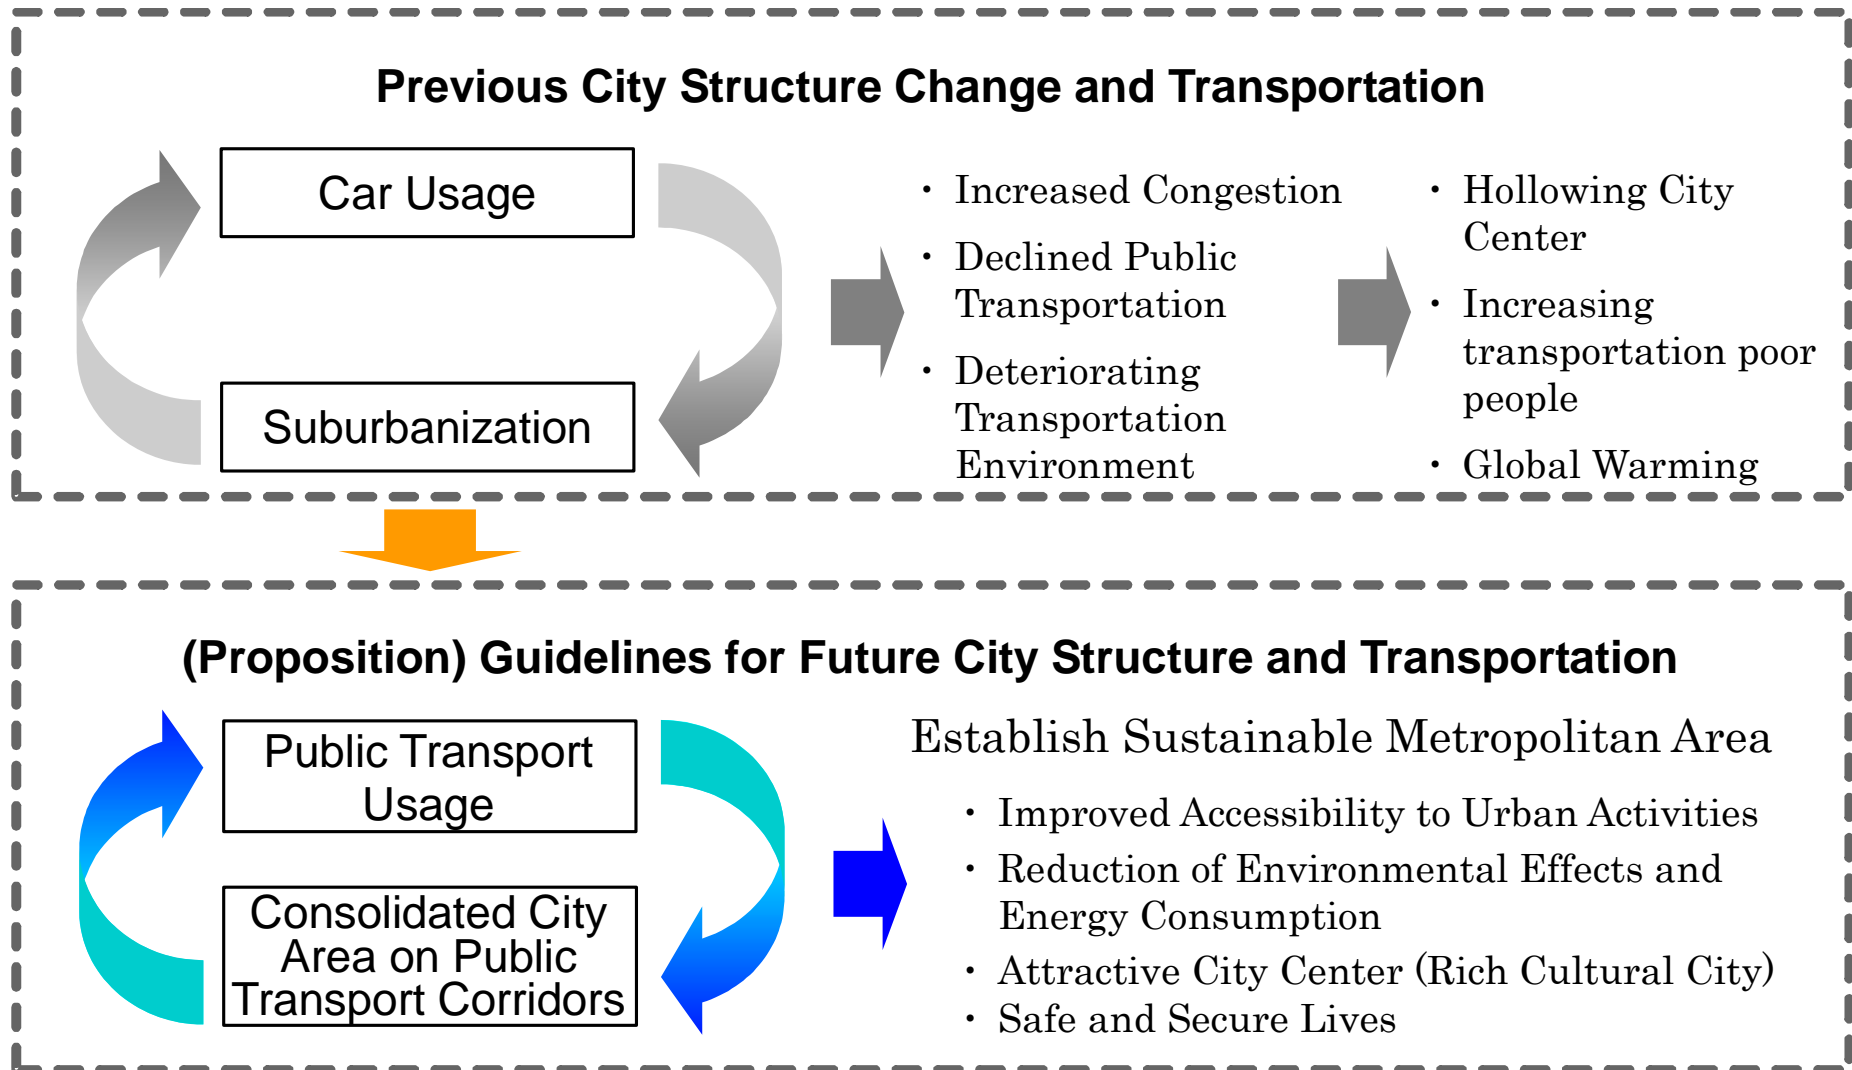 Previous City Structure Change and Transportation
Car Usage
Suburbanization
・ Increased Congestion
・ Declined Public
Transportation
・ Deteriorating
Transportation
Environment
・ Hollowing City
Center
・ Increasing
transportation poor
people
・ Global Warming
(Proposition) Guidelines for Future City Structure and Transportation
Public Transport
Usage
Consolidated City
Area on Public
Transport Corridors
Establish Sustainable Metropolitan Area
・ Improved Accessibility to Urban Activities
・ Reduction of Environmental Effects and
Energy Consumption
・ Attractive City Center (Rich Cultural City)
・ Safe and Secure Lives